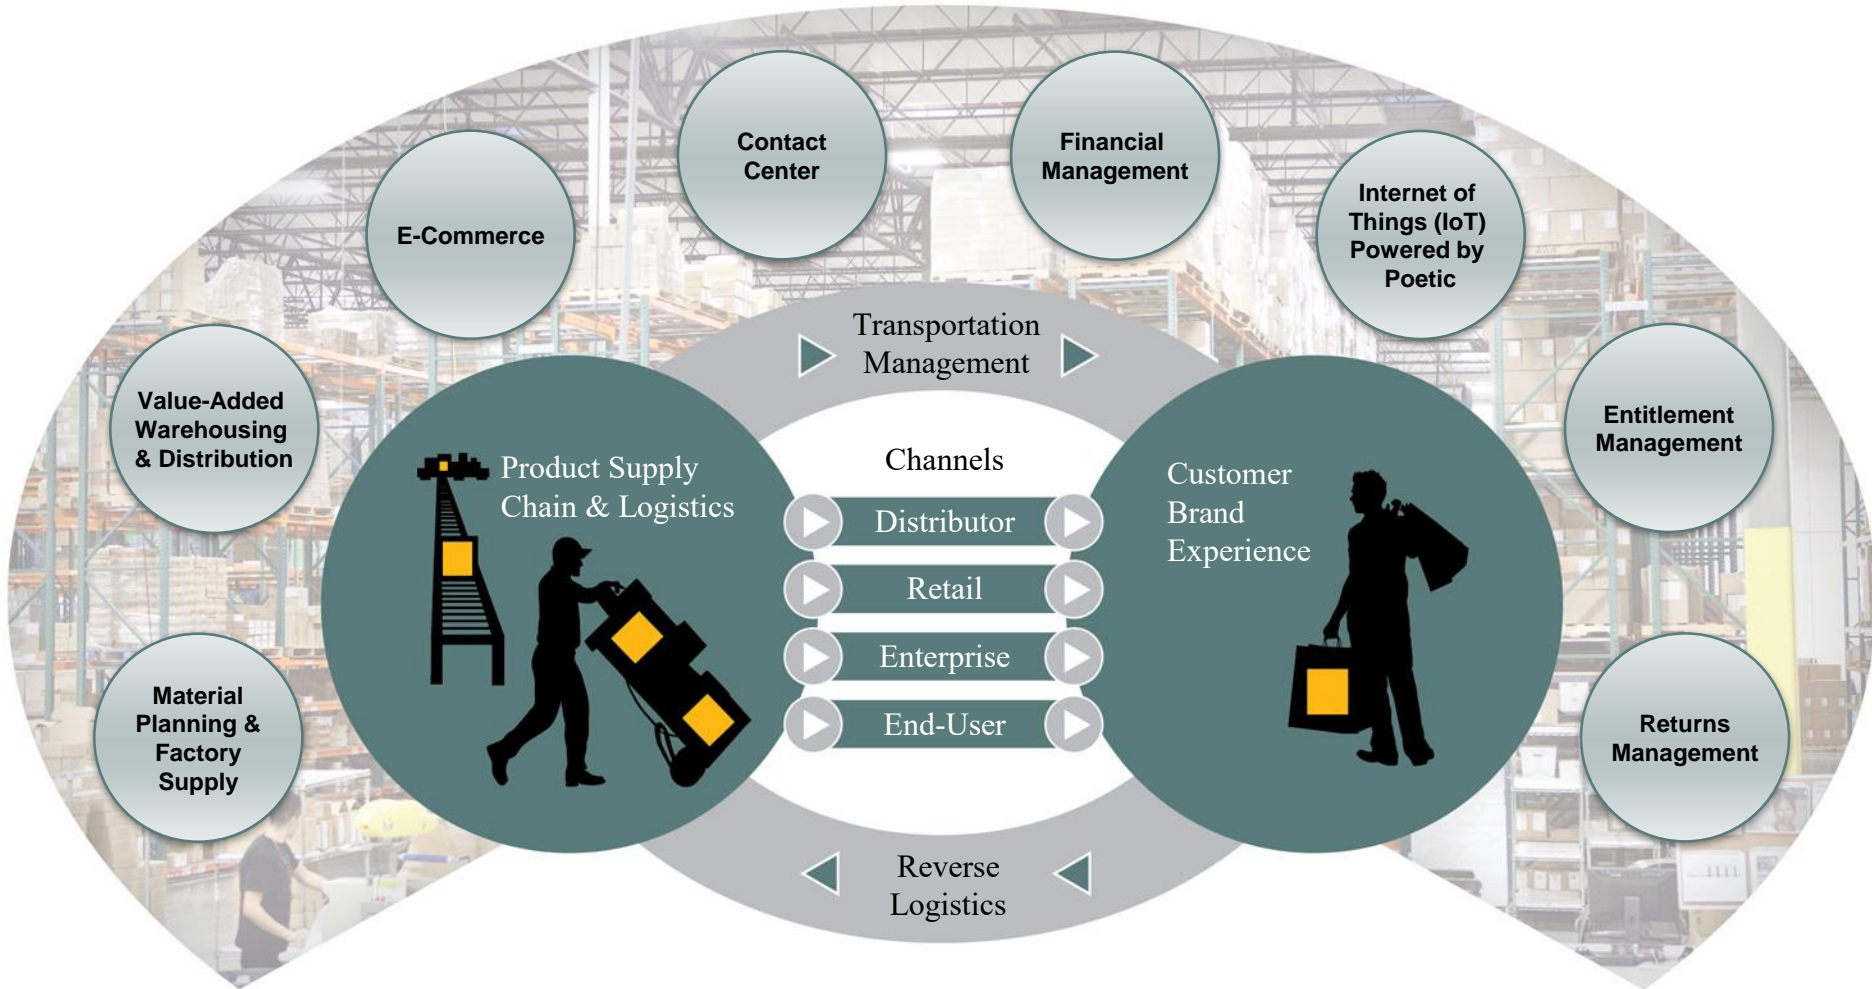 Contact
Center
Financial
Management
E-Commerce
Internet of
Things (IoT)
Powered by
Poetic
Value-Added
Warehousing
& Distribution
Entitlement
Management
Material
Planning &
Factory
Supply
Returns
Management
Transportation
Management
Product Supply
Chain & Logistics
Channels
Distributor
Retail
Enterprise
End-User
Customer
Brand
Experience
Reverse
Logistics